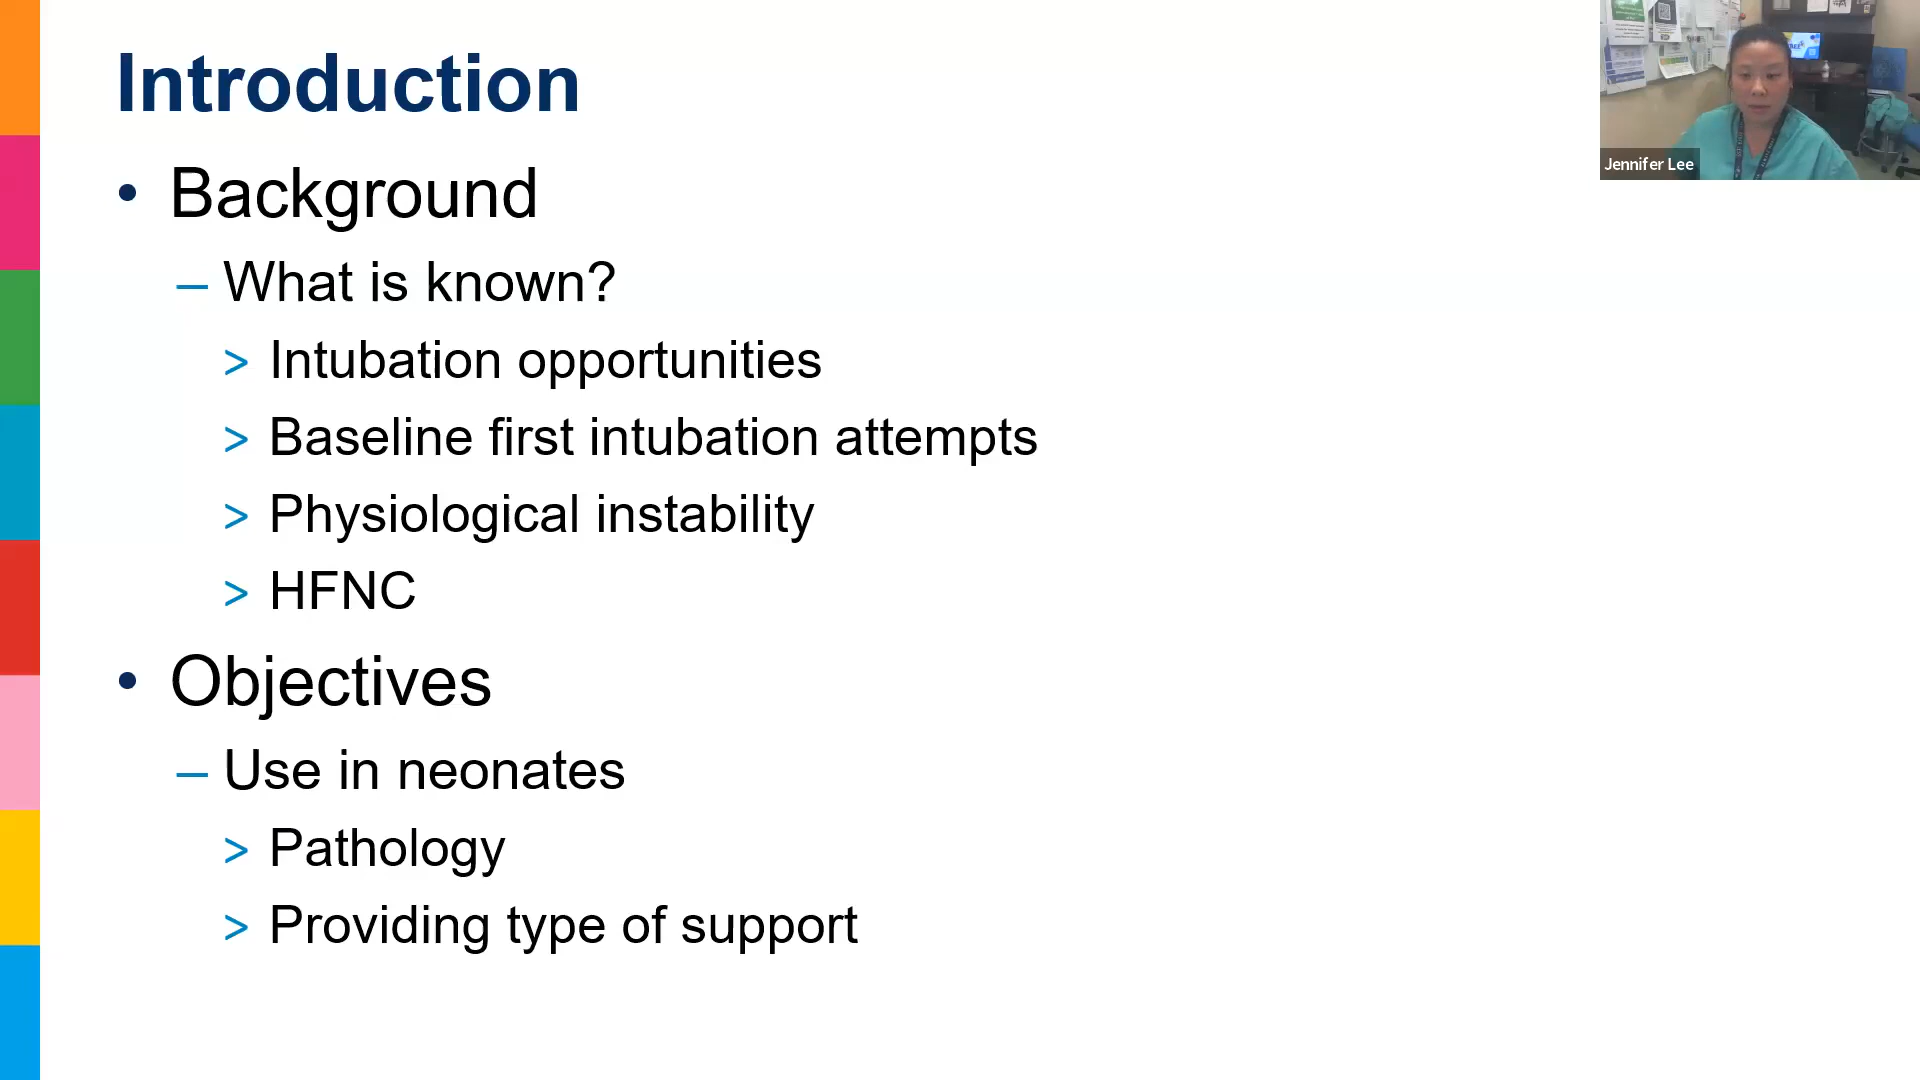 Introduction
• Background
– What is known?
> Intubation opportunities
> Baseline first intubation attempts
> Physiological instability
> HFNC
• Objectives
– Use in neonates
> Pathology
> Providing type of support
Jennifer Lee